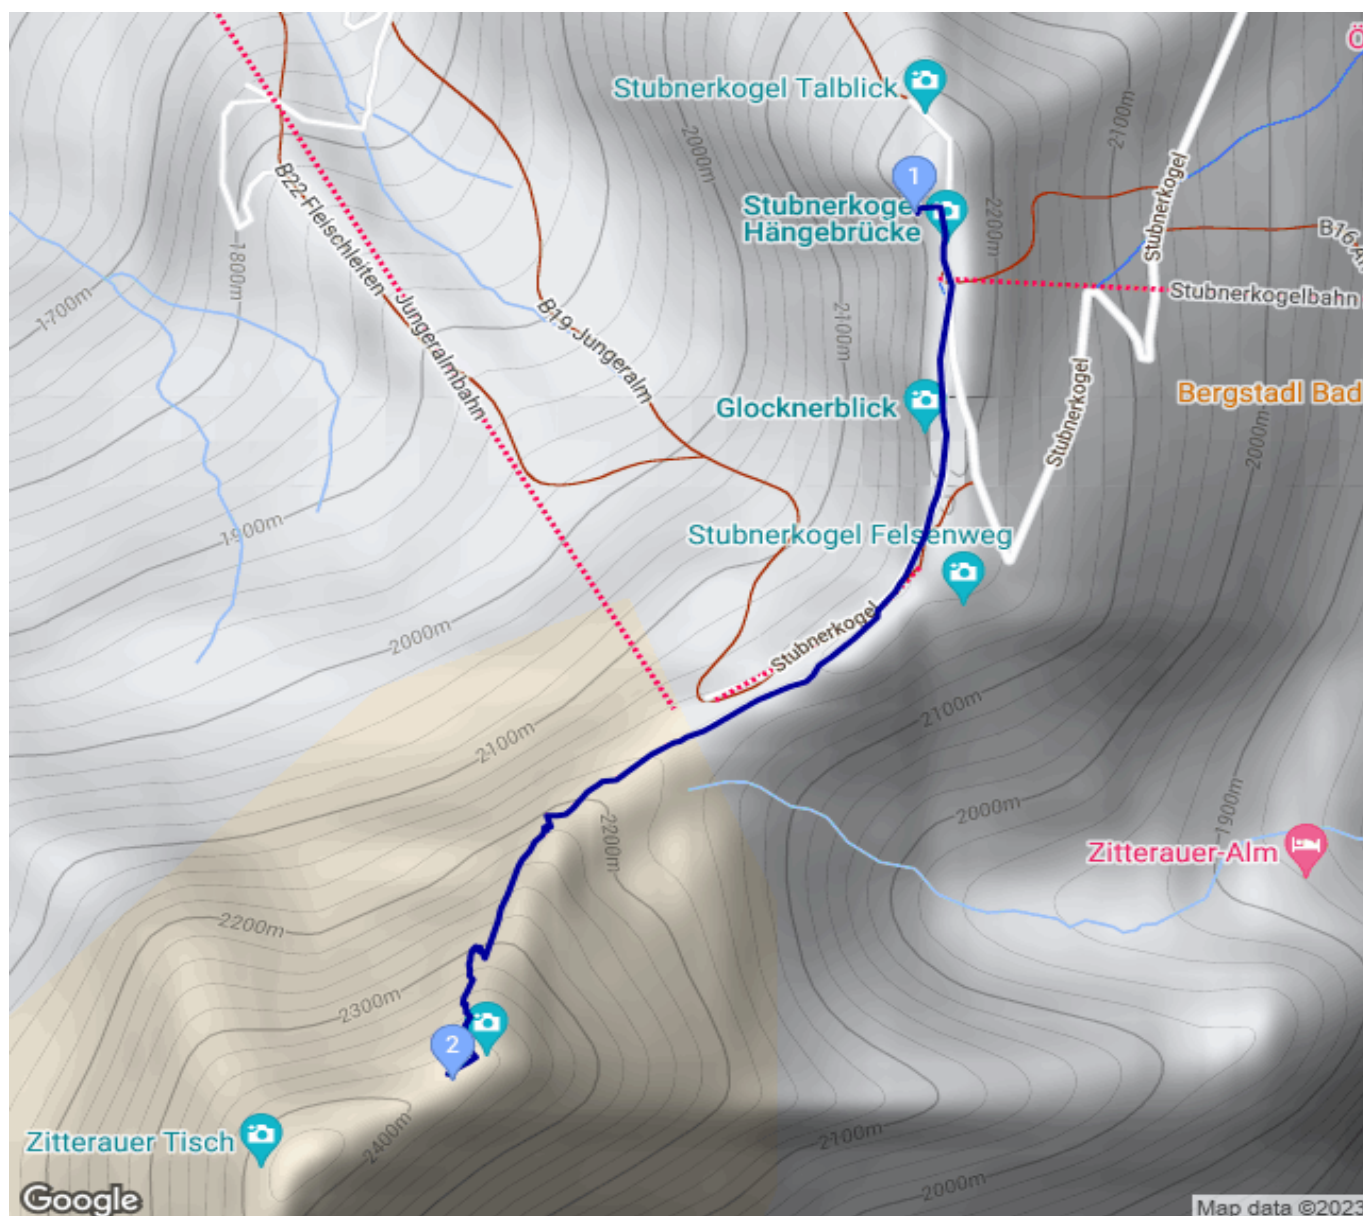 Ö
Stubnerkogel Talblick
2000m
2100m
B22-Fleischleiten
1
Stubnerkogel
Stubnerkogel
Hängebrücke
2200m
B16
1800m
1700m
Jungeralmbahn
B19-Jungeralm
2100m
Stubnerkogelbahn
Glocknerblick
Bergstadl Bad
Stubnerkogel
2000m
1900m
Stubnerkogel Felsenweg
2000m
Stubnerkogel
2100m
2100m
2000m
1900m
2200m
Zitterauer-Alm
2200m
2300m
2
Zitterauer Tisch
2400m
2100m
2000m
Google
Map data ©2023